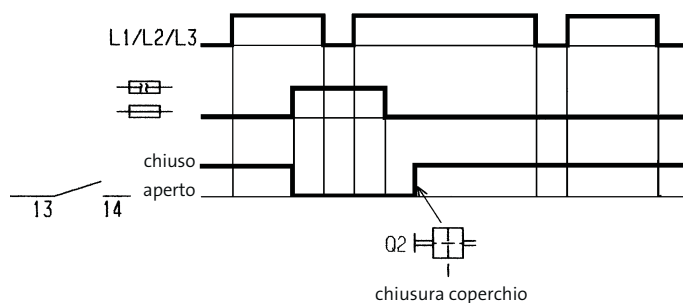 L1/L2/L3
chiuso
aperto
13 14
Q2
chiusura coperchio